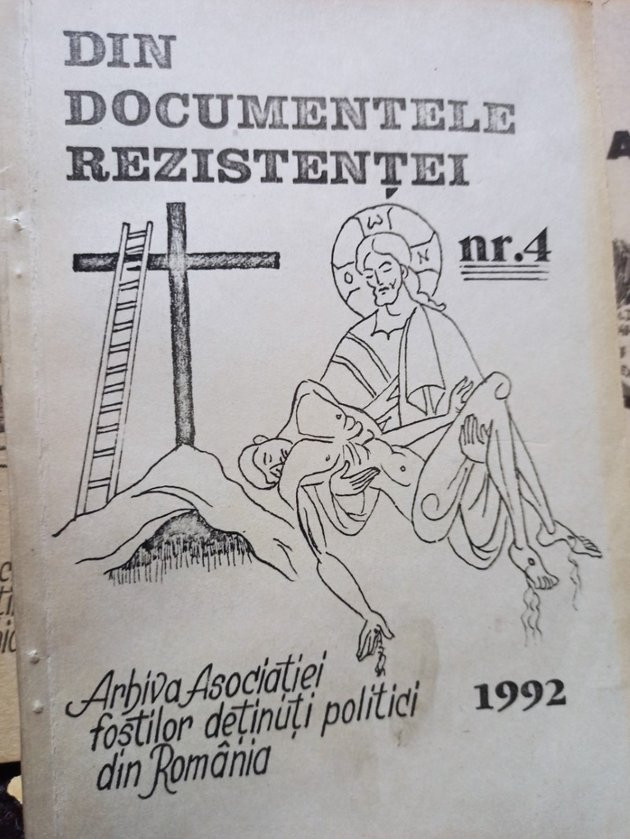 DIN
DOCUMENTELE
REZISTENȚEI
nr.4
Arhiva Asociației
foștilor deținuți politici
din România
1992